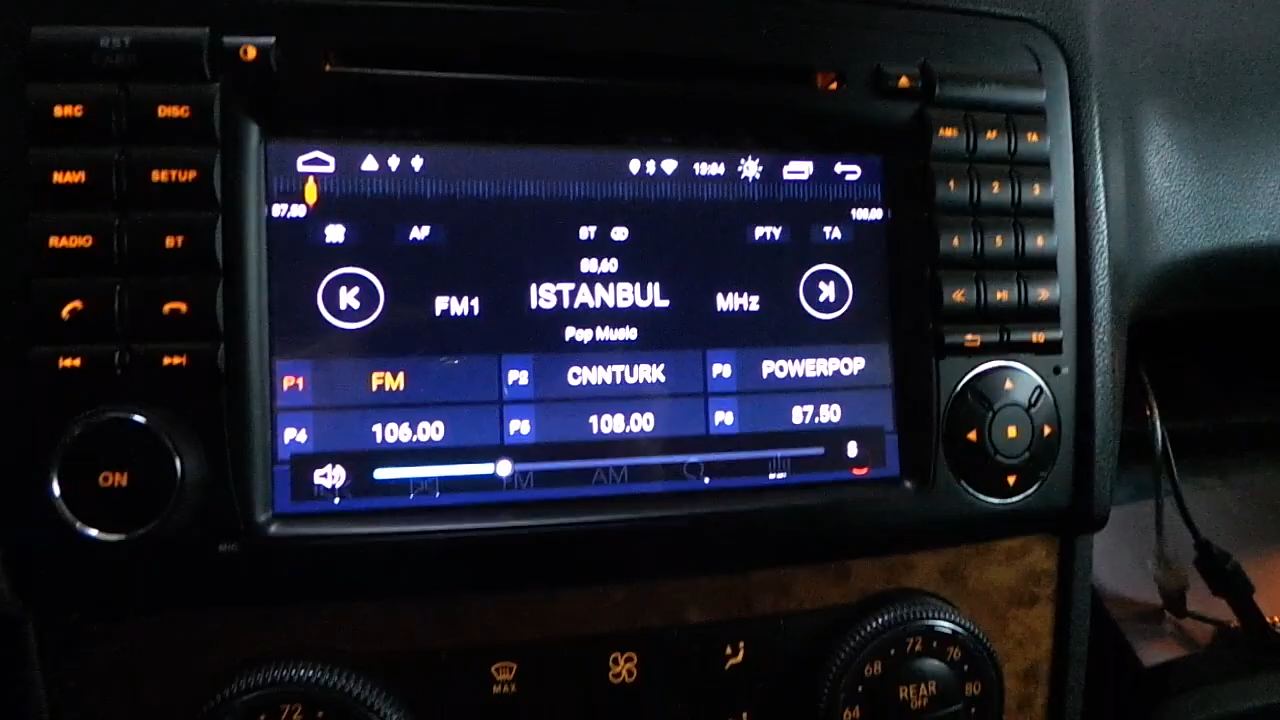 RST
SRC DISC
NAVI SETUP
RADIO BT
ON
MIC
87,50
108,00
AF ST PTY TA
88,60
FM1 ISTANBUL MHz
Pop Music
P1 FM P2 CNNTURK POWERPOP
P4 106.00 P5 108.00 P6 87.50
FM AM
8
AMS AF TA
1 2 3
4 5 6
EQ
MAX
72
64 68 72 76 80
REAR
OFF